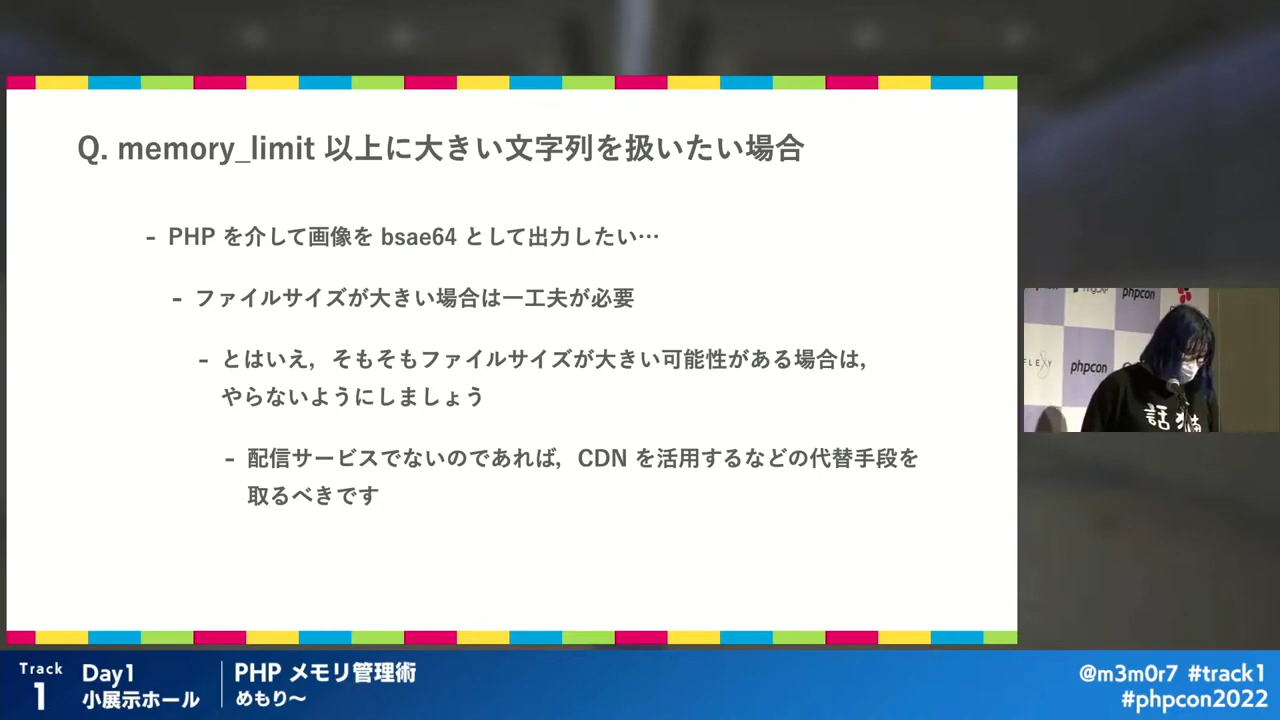 Q. memory_limit 以上に大きい文字列を扱いたい場合
- PHP を介して画像を bsae64 として出力したい…
- ファイルサイズが大きい場合は一工夫が必要
- とはいえ，そもそもファイルサイズが大きい可能性がある場合は，
やらないようにしましょう
- 配信サービスでないのであれば，CDN を活用するなどの代替手段を
取るべきです
phpcon
FLEXY
phpcon
話
Track
1
Day1
小展示ホール
PHP メモリ管理術
めもり〜
@m3m0r7 #track1
#phpcon2022